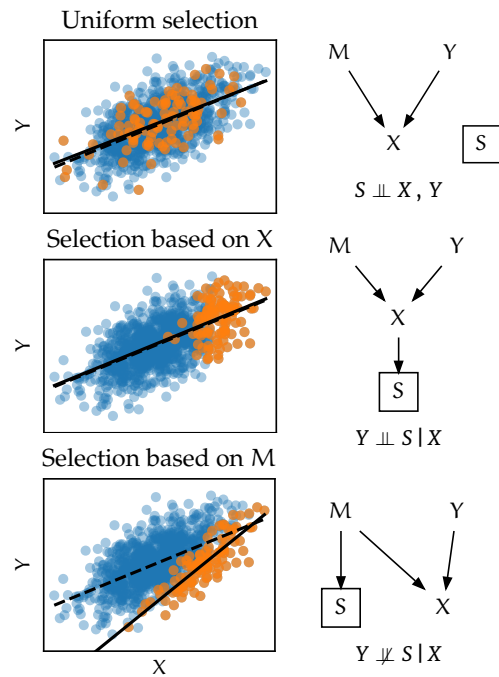 Uniform selection
Y
M Y
X
S
S ⫫ X , Y
Selection based on X
Y
M Y
X
S
Y ⫫ S | X
Selection based on M
Y
X
M Y
S X
Y ⫫̸ S | X